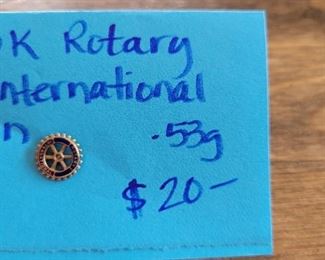 K Rotary
nternational
n .53g
$20-